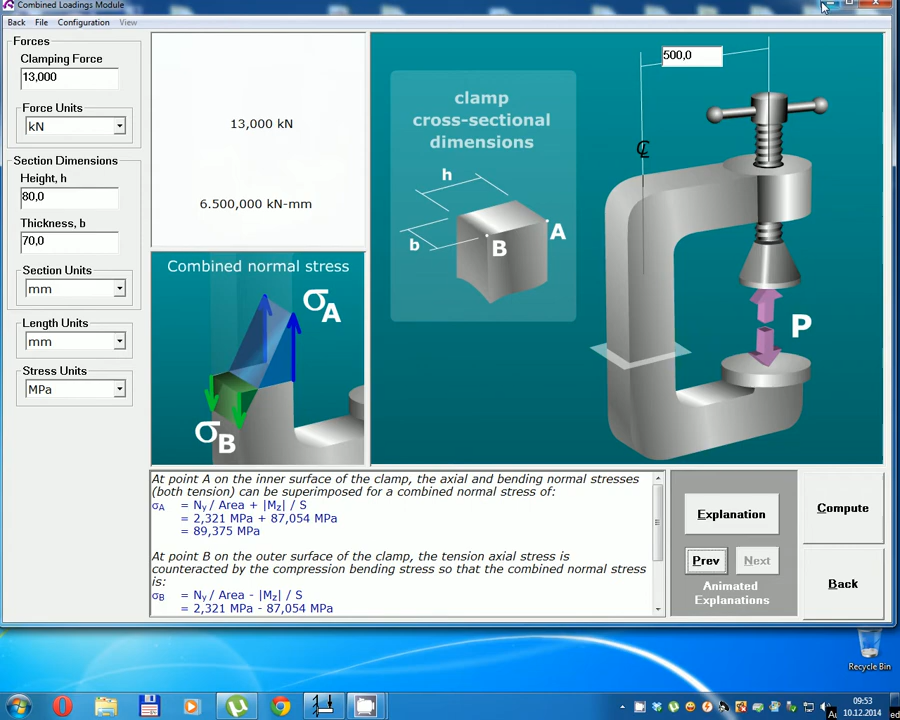 Combined Loadings Module
Back File Configuration View
Forces
Clamping Force
13,000
Force Units
kN
Section Dimensions
Height, h
80,0
Thickness, b
70,0
Section Units
mm
Length Units
mm
Stress Units
MPa
13,000 kN
6.500,000 kN-mm
Combined normal stress
σA
σB
clamp
cross-sectional
dimensions
h
b
A
B
500,0
℄
P
At point A on the inner surface of the clamp, the axial and bending normal stresses
(both tension) can be superimposed for a combined normal stress of:
σA = Ny / Area + |Mz| / S
= 2,321 MPa + 87,054 MPa
= 89,375 MPa
At point B on the outer surface of the clamp, the tension axial stress is
counteracted by the compression bending stress so that the combined normal stress
is:
σB = Ny / Area - |Mz| / S
= 2,321 MPa - 87,054 MPa
Explanation
Prev Next
Animated
Explanations
Compute
Back
Recycle Bin
09:53
10.12.2014